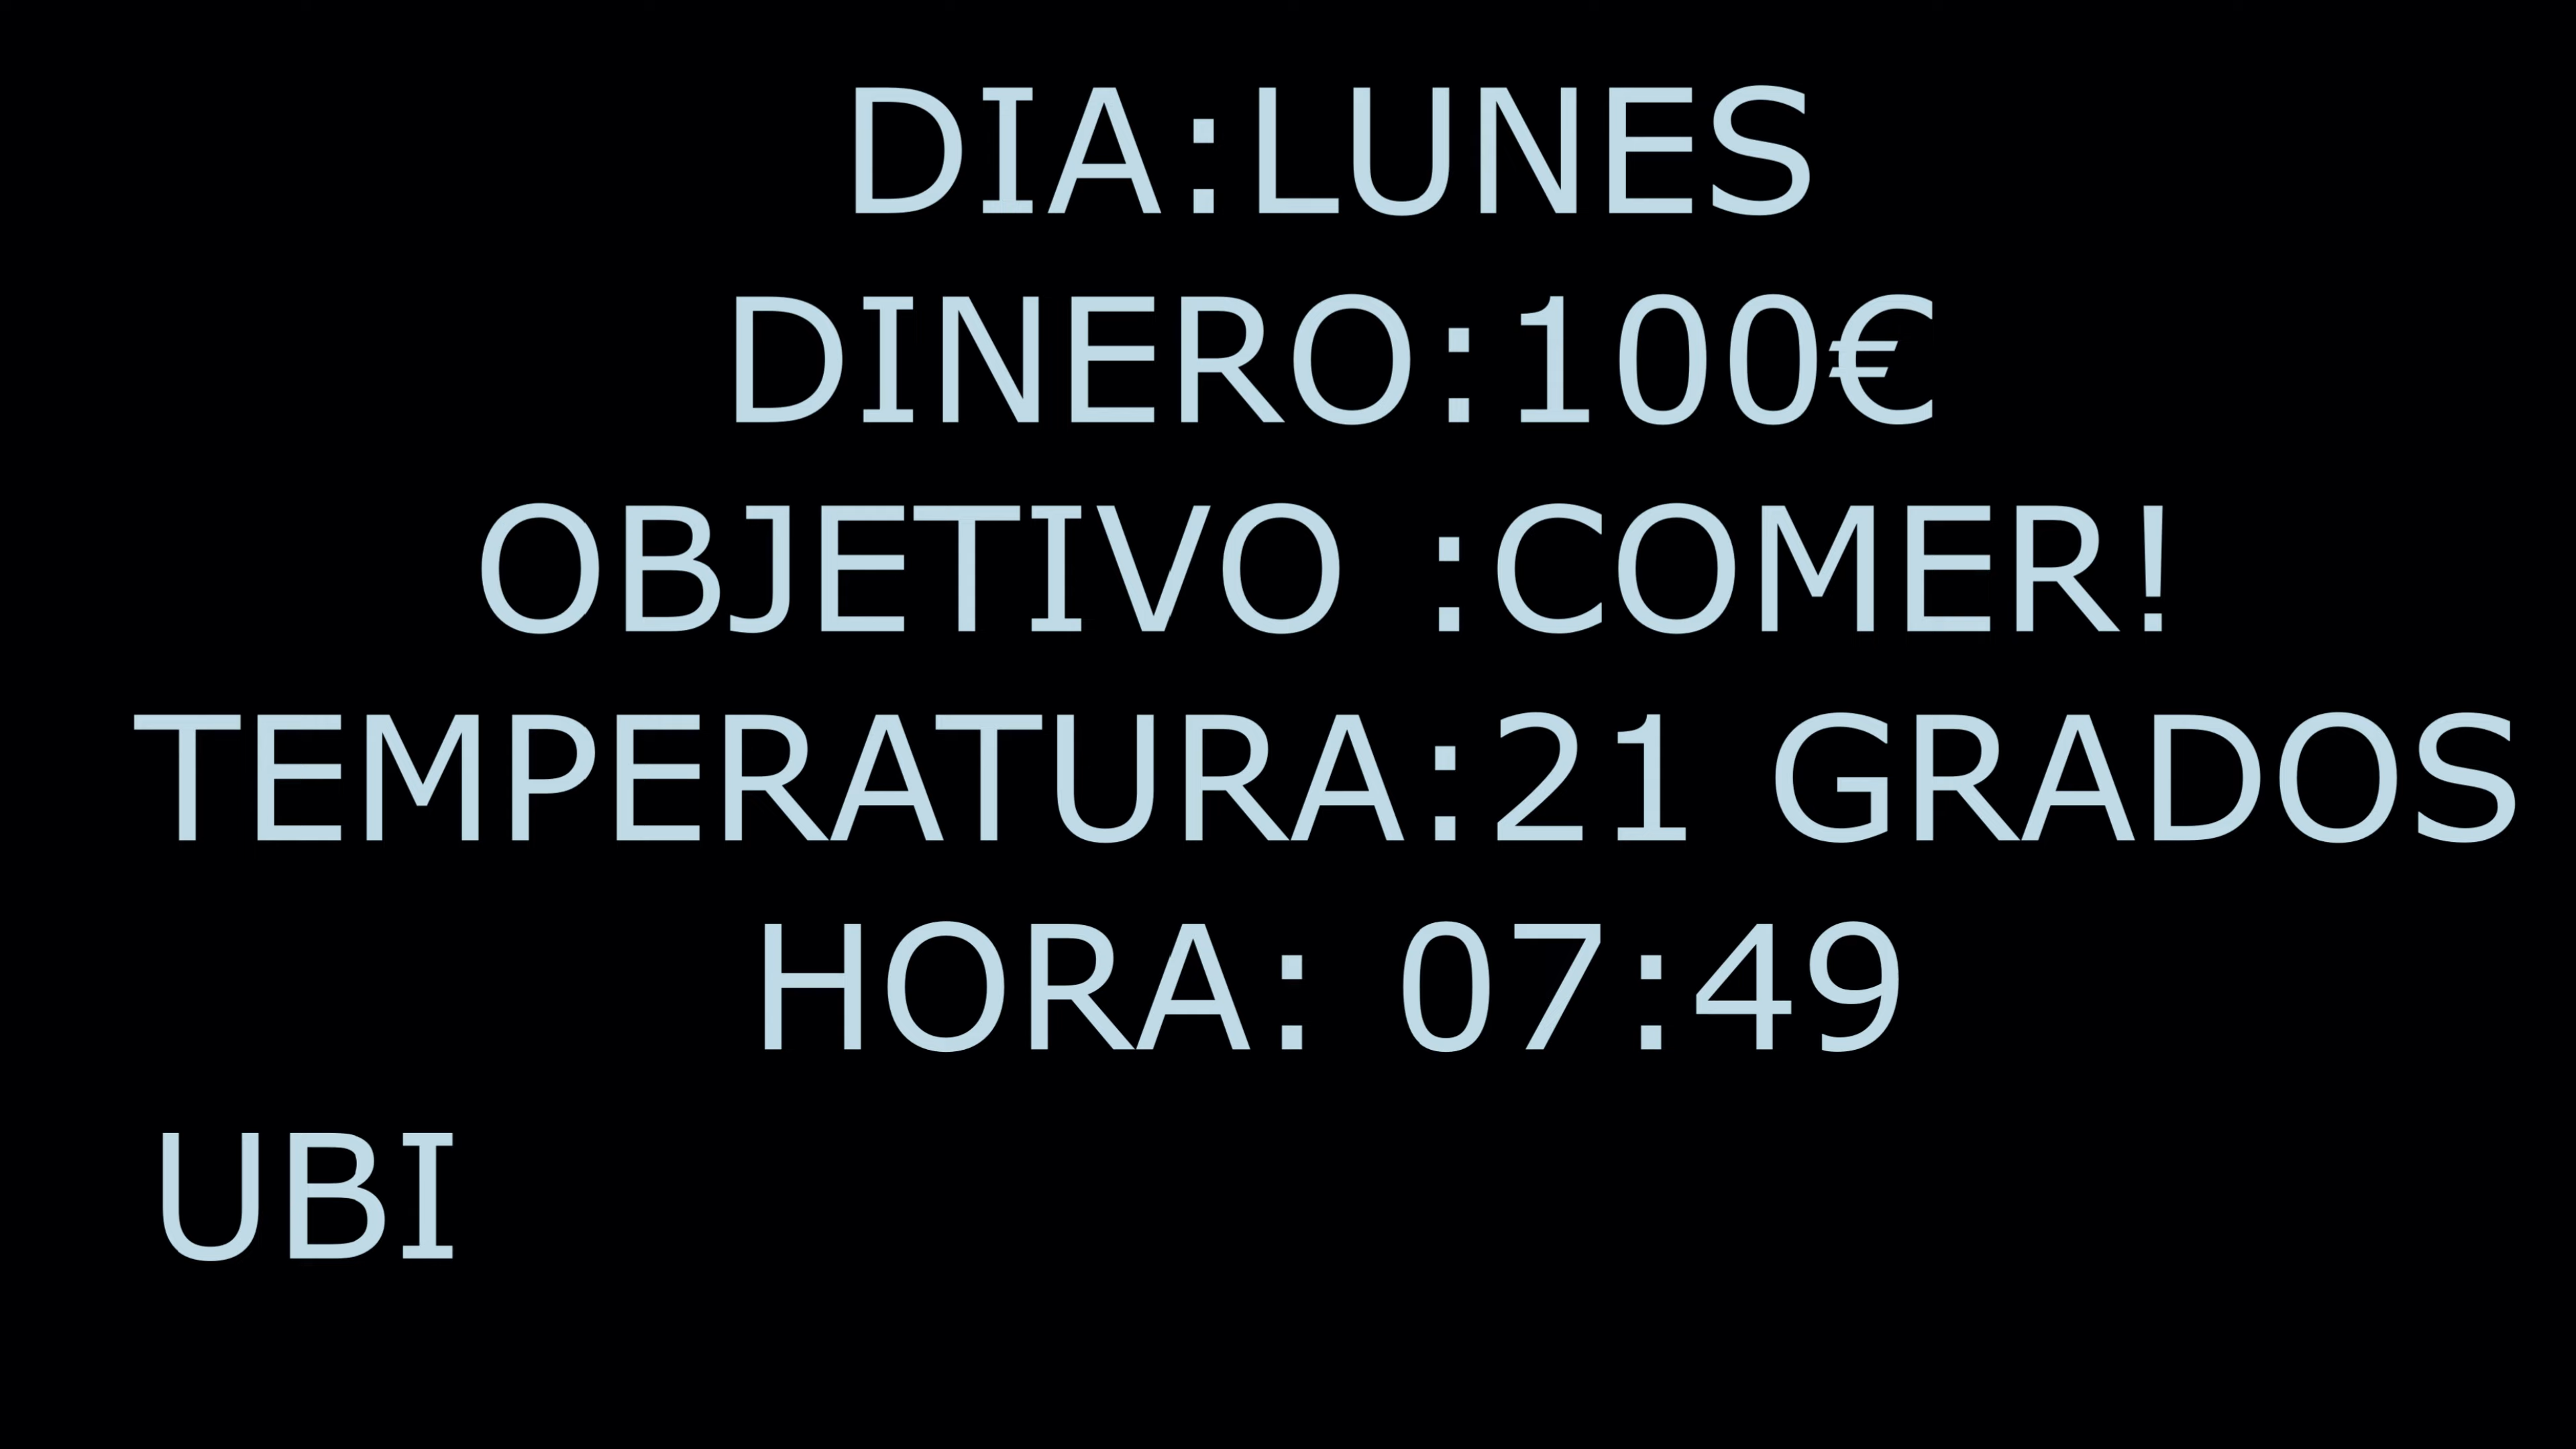 DIA:LUNES
DINERO:100€
OBJETIVO :COMER!
TEMPERATURA:21 GRADOS
HORA: 07:49
UBI